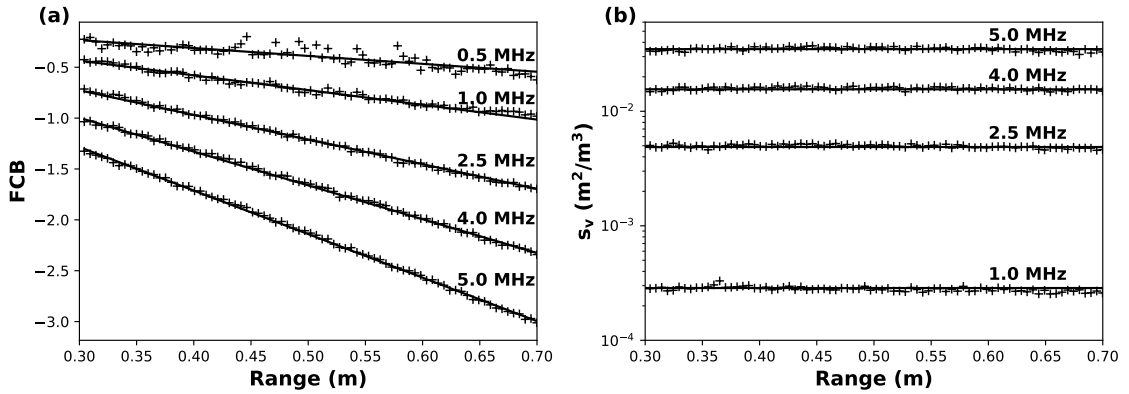 (a)
FCB
−0.5
−1.0
−1.5
−2.0
−2.5
−3.0
0.5 MHz
1.0 MHz
2.5 MHz
4.0 MHz
5.0 MHz
0.30 0.35 0.40 0.45 0.50 0.55 0.60 0.65 0.70
Range (m)
(b)
s_v (m²/m³)
10⁻²
10⁻³
10⁻⁴
5.0 MHz
4.0 MHz
2.5 MHz
1.0 MHz
0.30 0.35 0.40 0.45 0.50 0.55 0.60 0.65 0.70
Range (m)